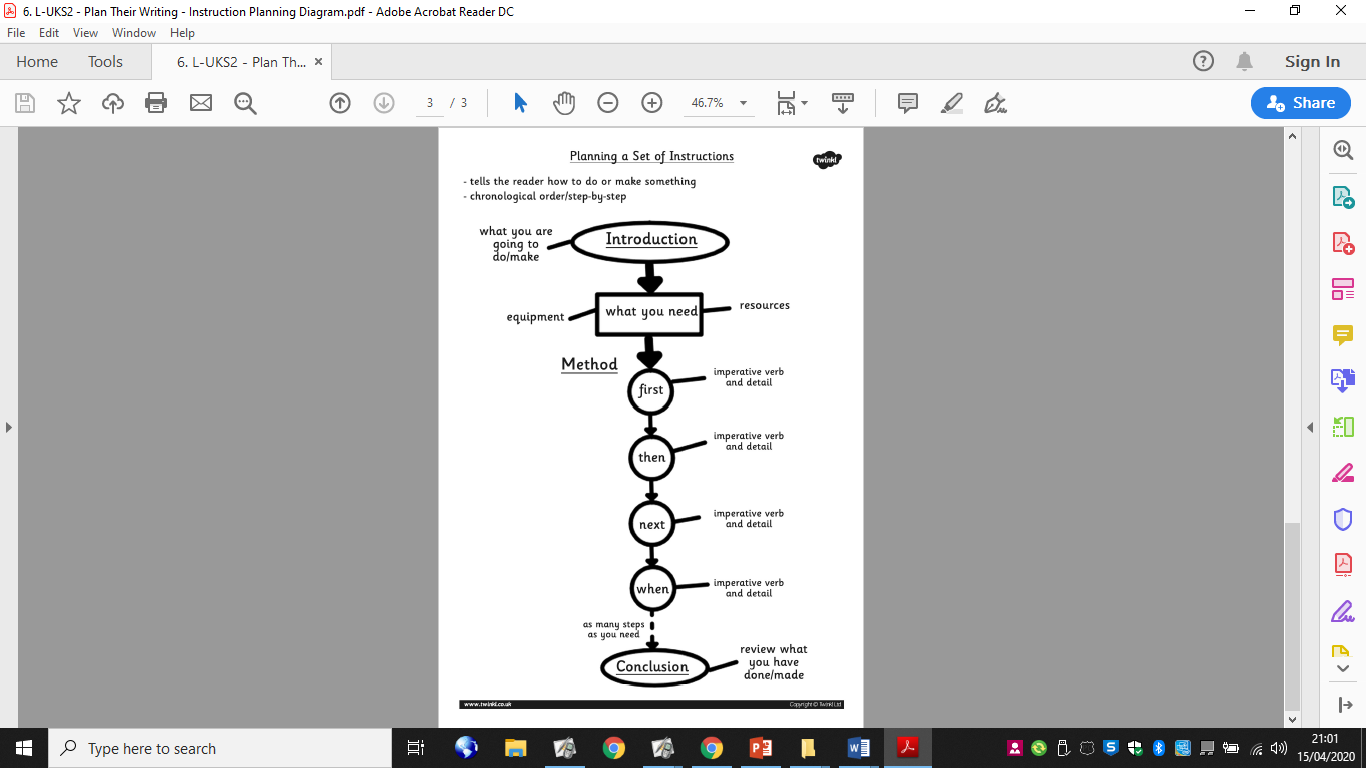 6. L-UKS2 - Plan Their Writing - Instruction Planning Diagram.pdf - Adobe Acrobat Reader DC
File Edit View Window Help
Home Tools 6. L-UKS2 - Plan Th... × Sign In
3 / 3 46.7% Share
Planning a Set of Instructions
twinkl
- tells the reader how to do or make something
- chronological order/step-by-step
what you are
going to
do/make
Introduction
equipment
what you need
resources
Method
first
imperative verb
and detail
then
imperative verb
and detail
next
imperative verb
and detail
when
imperative verb
and detail
as many steps
as you need
Conclusion
review what
you have
done/made
www.twinkl.co.uk Copyright © Twinkl Ltd
Type here to search
21:01
15/04/2020